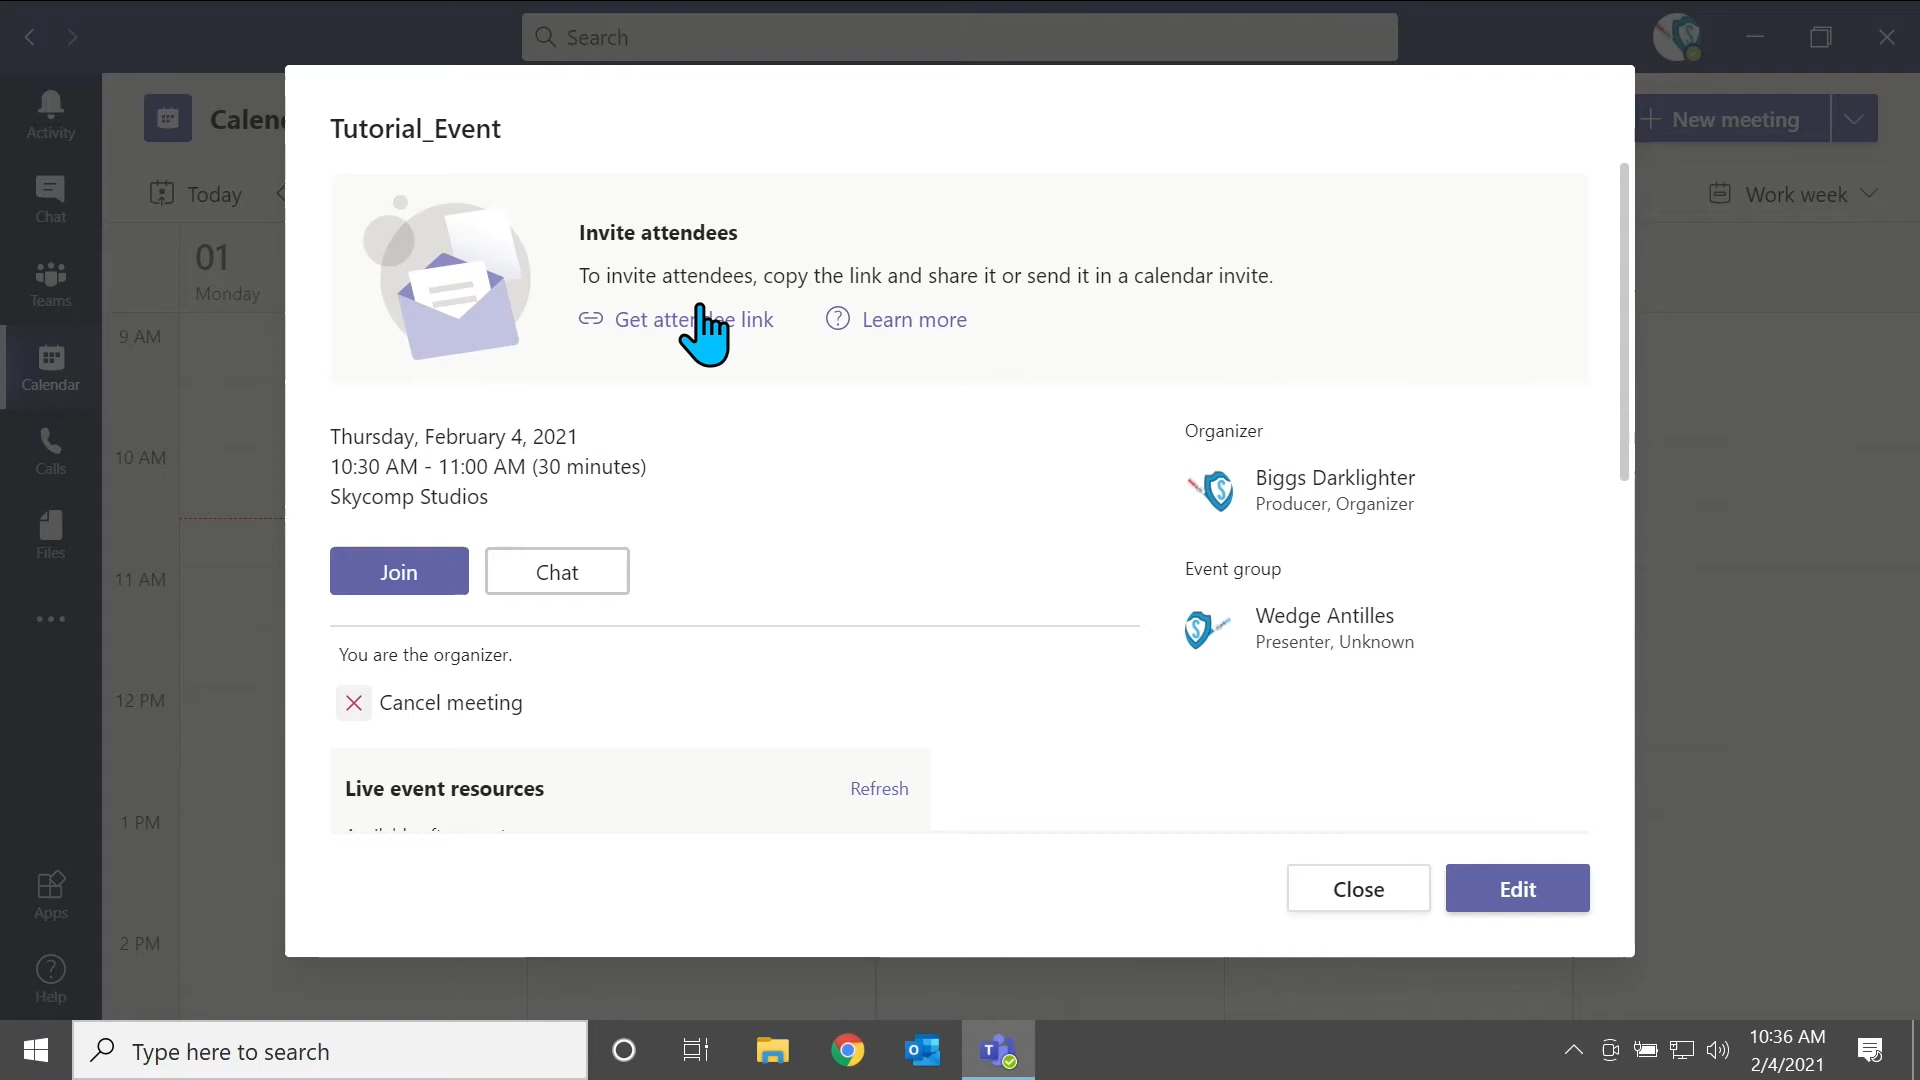 Search
Activity
Chat
Teams
Calendar
Calls
Files
Apps
Help
New meeting
Today
Work week
01
Monday
9 AM
10 AM
11 AM
12 PM
1 PM
2 PM
Tutorial_Event
Invite attendees
To invite attendees, copy the link and share it or send it in a calendar invite.
Get attendee link
Learn more
Thursday, February 4, 2021
10:30 AM - 11:00 AM (30 minutes)
Skycomp Studios
Join
Chat
You are the organizer.
Cancel meeting
Live event resources
Refresh
Organizer
Biggs Darklighter
Producer, Organizer
Event group
Wedge Antilles
Presenter, Unknown
Close
Edit
Type here to search
10:36 AM
2/4/2021